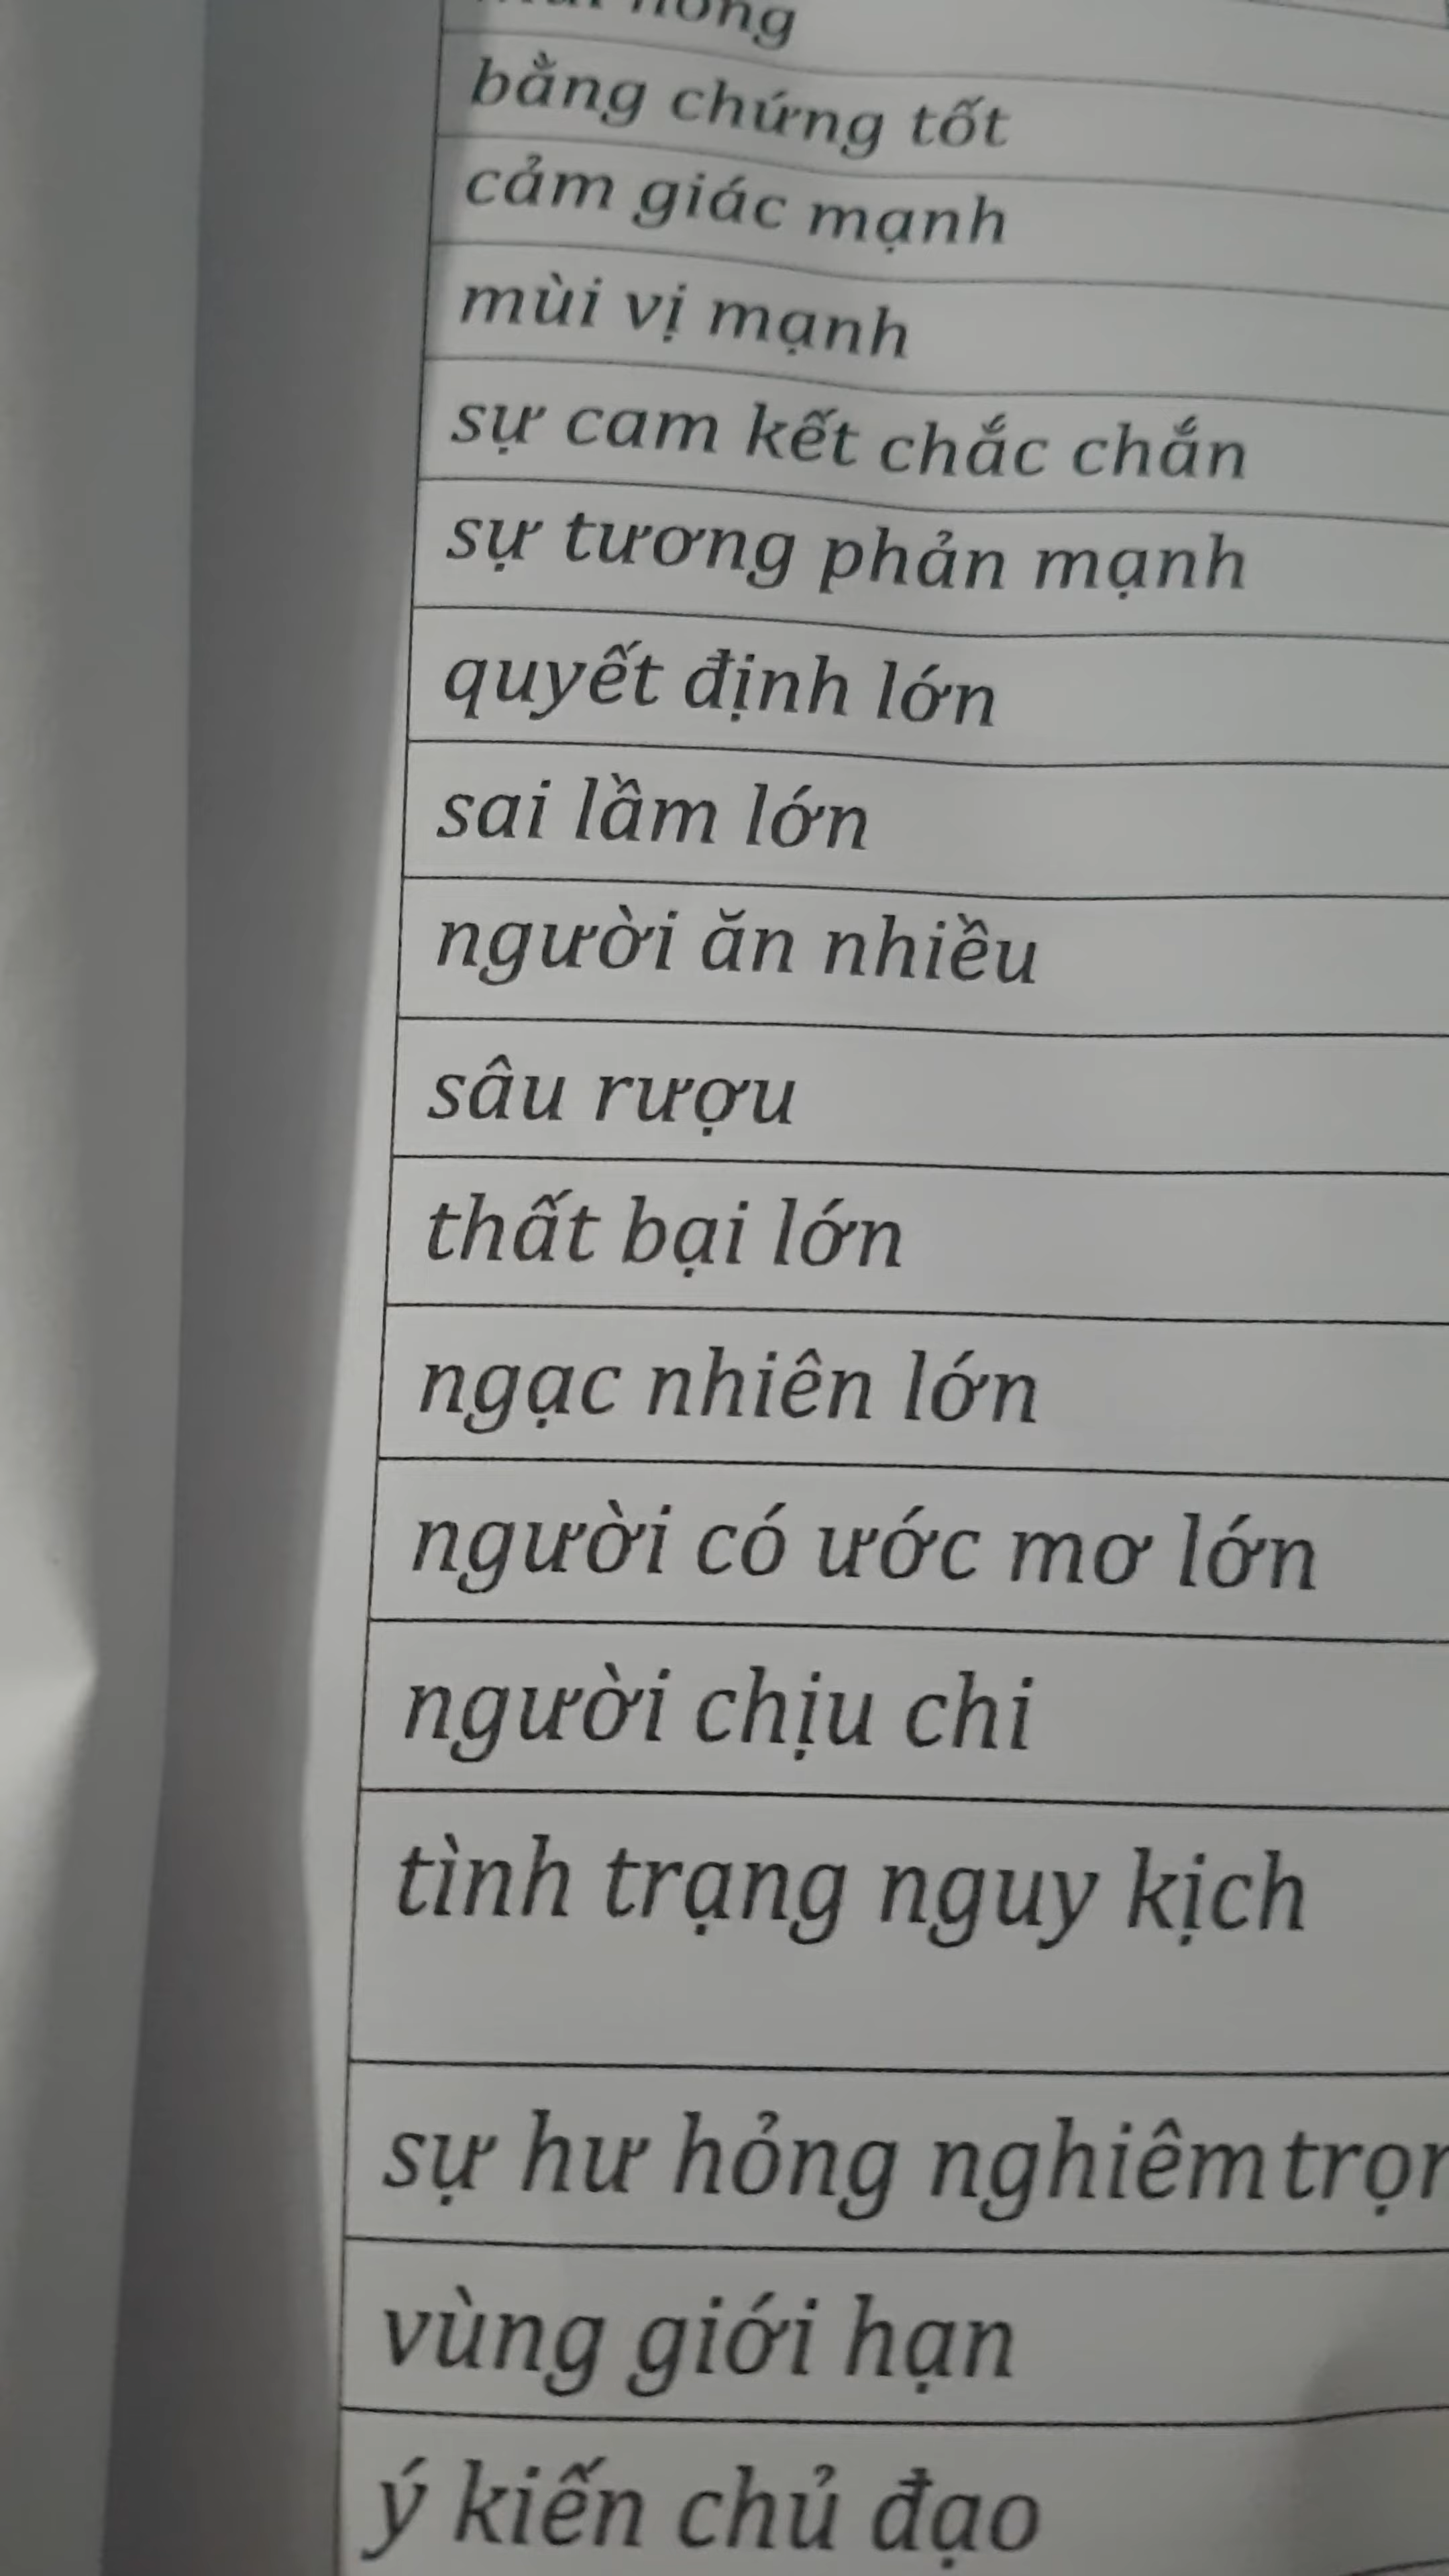 bằng chứng tốt
cảm giác mạnh
mùi vị mạnh
sự cam kết chắc chắn
sự tương phản mạnh
quyết định lớn
sai lầm lớn
người ăn nhiều
sâu rượu
thất bại lớn
ngạc nhiên lớn
người có ước mơ lớn
người chịu chi
tình trạng nguy kịch
sự hư hỏng nghiêm
vùng giới hạn
ý kiến chủ đạo